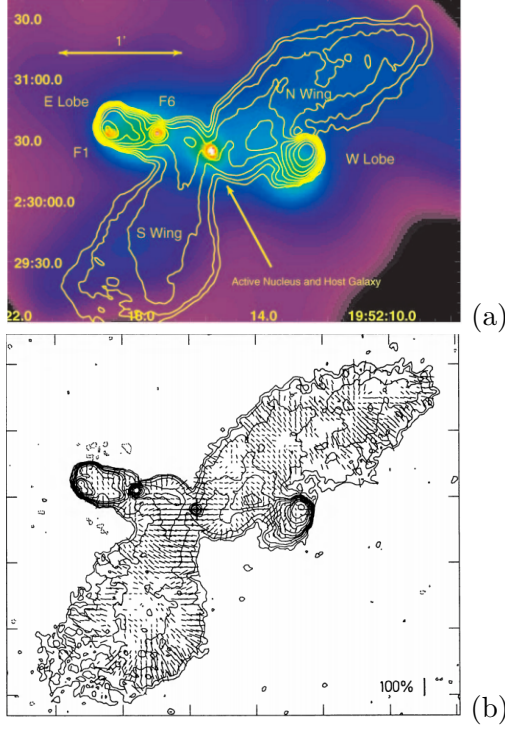 30.0
1'
31:00.0
N Wing
E Lobe
F6
30.0
F1
W Lobe
2:30:00.0
S Wing
29:30.0
Active Nucleus and Host Galaxy
22.0
18.0
14.0
19:52:10.0
(a)
100%
(b)